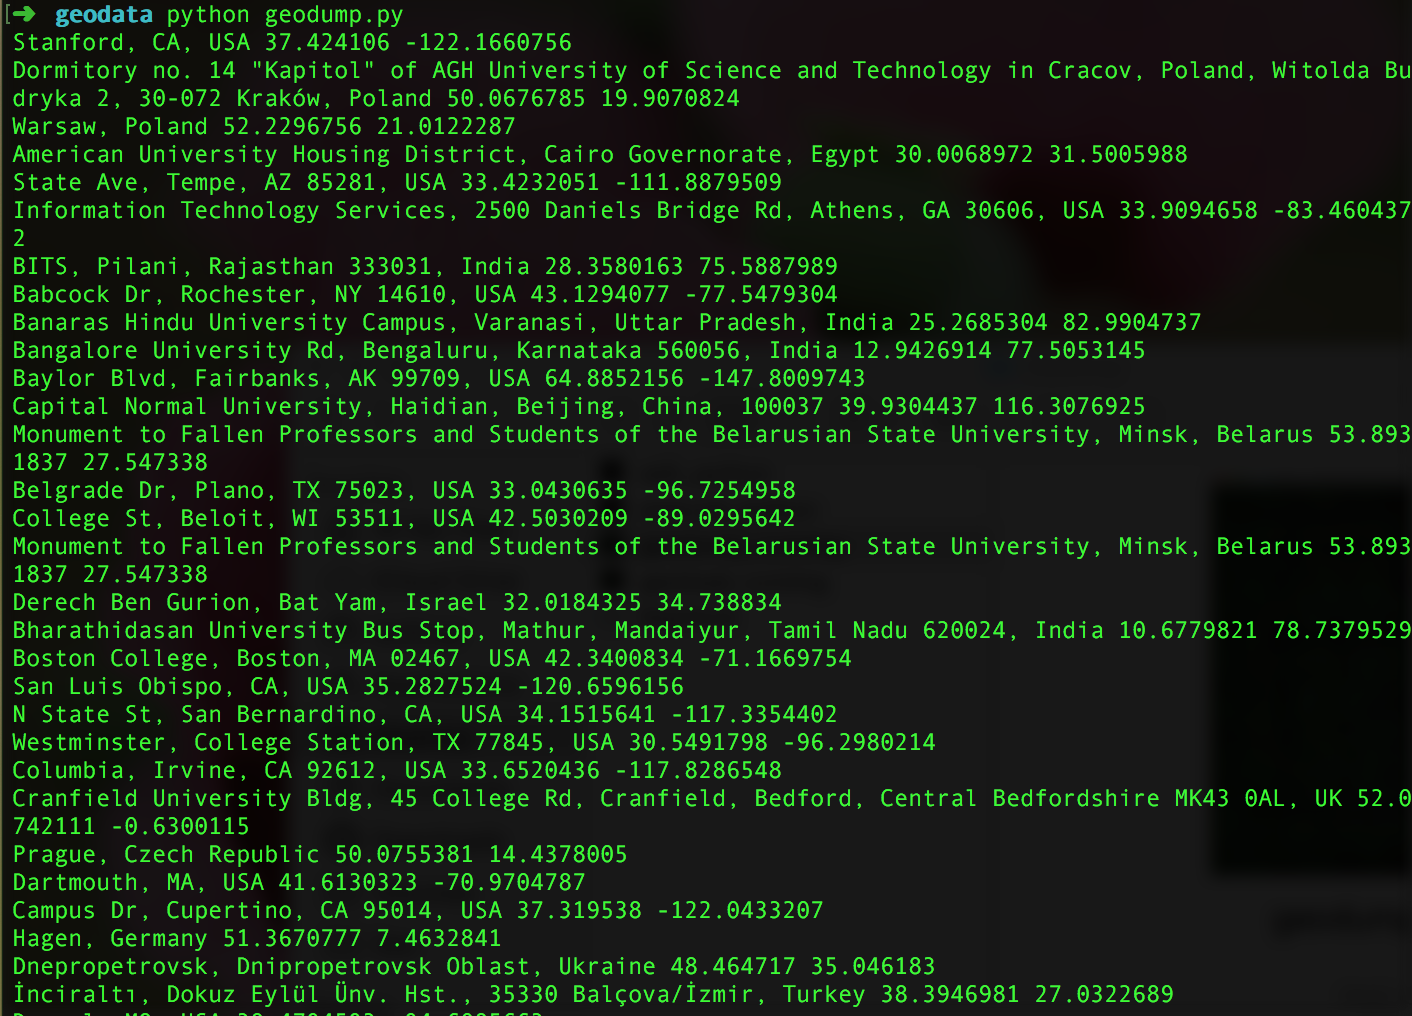 [➜ geodata python geodump.py
Stanford, CA, USA 37.424106 -122.1660756
Dormitory no. 14 "Kapitol" of AGH University of Science and Technology in Cracov, Poland, Witolda Bu
dryka 2, 30-072 Kraków, Poland 50.0676785 19.9070824
Warsaw, Poland 52.2296756 21.0122287
American University Housing District, Cairo Governorate, Egypt 30.0068972 31.5005988
State Ave, Tempe, AZ 85281, USA 33.4232051 -111.8879509
Information Technology Services, 2500 Daniels Bridge Rd, Athens, GA 30606, USA 33.9094658 -83.460437
2
BITS, Pilani, Rajasthan 333031, India 28.3580163 75.5887989
Babcock Dr, Rochester, NY 14610, USA 43.1294077 -77.5479304
Banaras Hindu University Campus, Varanasi, Uttar Pradesh, India 25.2685304 82.9904737
Bangalore University Rd, Bengaluru, Karnataka 560056, India 12.9426914 77.5053145
Baylor Blvd, Fairbanks, AK 99709, USA 64.8852156 -147.8009743
Capital Normal University, Haidian, Beijing, China, 100037 39.9304437 116.3076925
Monument to Fallen Professors and Students of the Belarusian State University, Minsk, Belarus 53.893
1837 27.547338
Belgrade Dr, Plano, TX 75023, USA 33.0430635 -96.7254958
College St, Beloit, WI 53511, USA 42.5030209 -89.0295642
Monument to Fallen Professors and Students of the Belarusian State University, Minsk, Belarus 53.893
1837 27.547338
Derech Ben Gurion, Bat Yam, Israel 32.0184325 34.738834
Bharathidasan University Bus Stop, Mathur, Mandaiyur, Tamil Nadu 620024, India 10.6779821 78.7379529
Boston College, Boston, MA 02467, USA 42.3400834 -71.1669754
San Luis Obispo, CA, USA 35.2827524 -120.6596156
N State St, San Bernardino, CA, USA 34.1515641 -117.3354402
Westminster, College Station, TX 77845, USA 30.5491798 -96.2980214
Columbia, Irvine, CA 92612, USA 33.6520436 -117.8286548
Cranfield University Bldg, 45 College Rd, Cranfield, Bedford, Central Bedfordshire MK43 0AL, UK 52.0
742111 -0.6300115
Prague, Czech Republic 50.0755381 14.4378005
Dartmouth, MA, USA 41.6130323 -70.9704787
Campus Dr, Cupertino, CA 95014, USA 37.319538 -122.0433207
Hagen, Germany 51.3670777 7.4632841
Dnepropetrovsk, Dnipropetrovsk Oblast, Ukraine 48.464717 35.046183
İnciraltı, Dokuz Eylül Ünv. Hst., 35330 Balçova/İzmir, Turkey 38.3946981 27.0322689